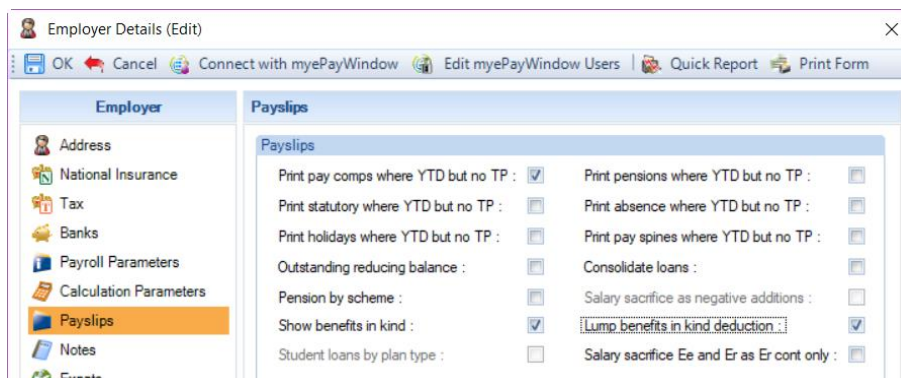 Employer Details (Edit)
OK Cancel Connect with myePayWindow Edit myePayWindow Users Quick Report Print Form
Employer
Address
National Insurance
Tax
Banks
Payroll Parameters
Calculation Parameters
Payslips
Notes
Payslips
Payslips
Print pay comps where YTD but no TP : Print pensions where YTD but no TP :
Print statutory where YTD but no TP : Print absence where YTD but no TP :
Print holidays where YTD but no TP : Print pay spines where YTD but no TP :
Outstanding reducing balance : Consolidate loans :
Pension by scheme : Salary sacrifice as negative additions :
Show benefits in kind : Lump benefits in kind deduction :
Student loans by plan type : Salary sacrifice Ee and Er as Er cont only :